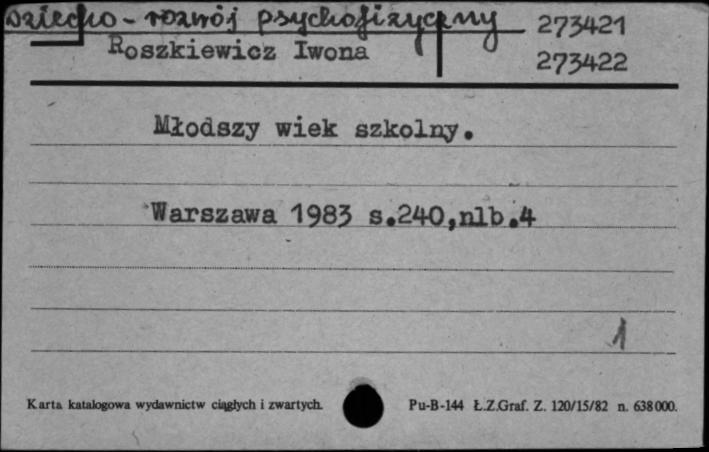 Dziecko - rozwój psychofizyczny
273421
Roszkiewicz Iwona
273422
Młodszy wiek szkolny.
Warszawa 1983 s.240,nlb.4
1
Karta katalogowa wydawnictw ciągłych i zwartych. Pu-B-144 Ł.Z.Graf. Z. 120/15/82 n. 638000.